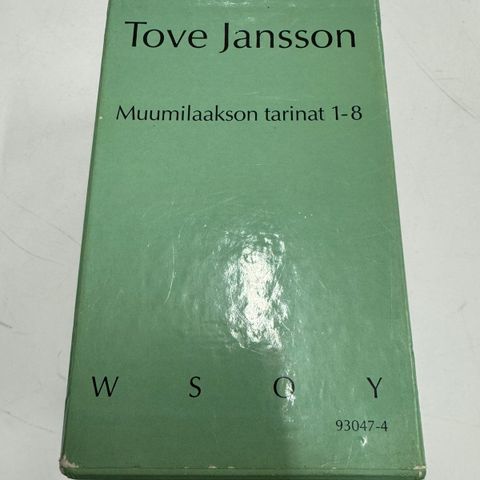 Tove Jansson
Muumilaakson tarinat 1-8
W S O Y
93047-4